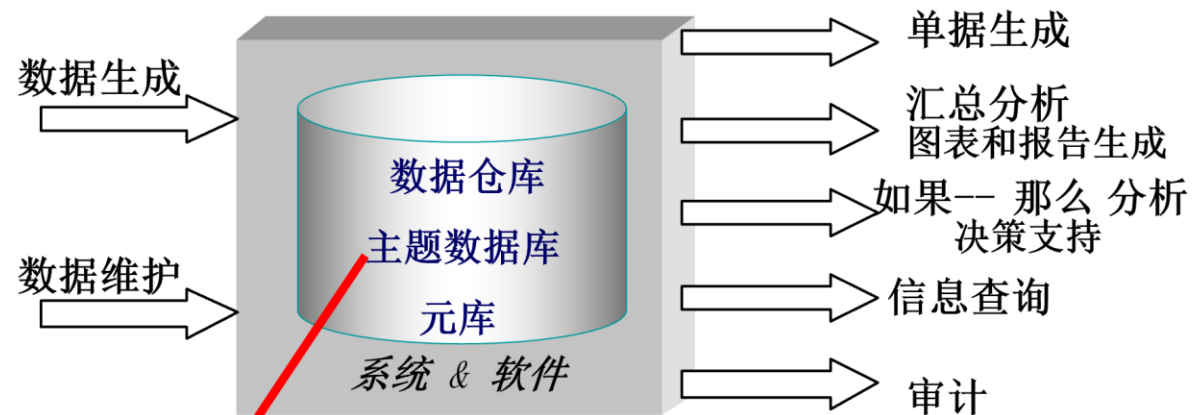 数据生成
数据维护
数据仓库
主题数据库
元库
系统 & 软件
单据生成
汇总分析
图表和报告生成
如果-- 那么 分析
决策支持
信息查询
审计